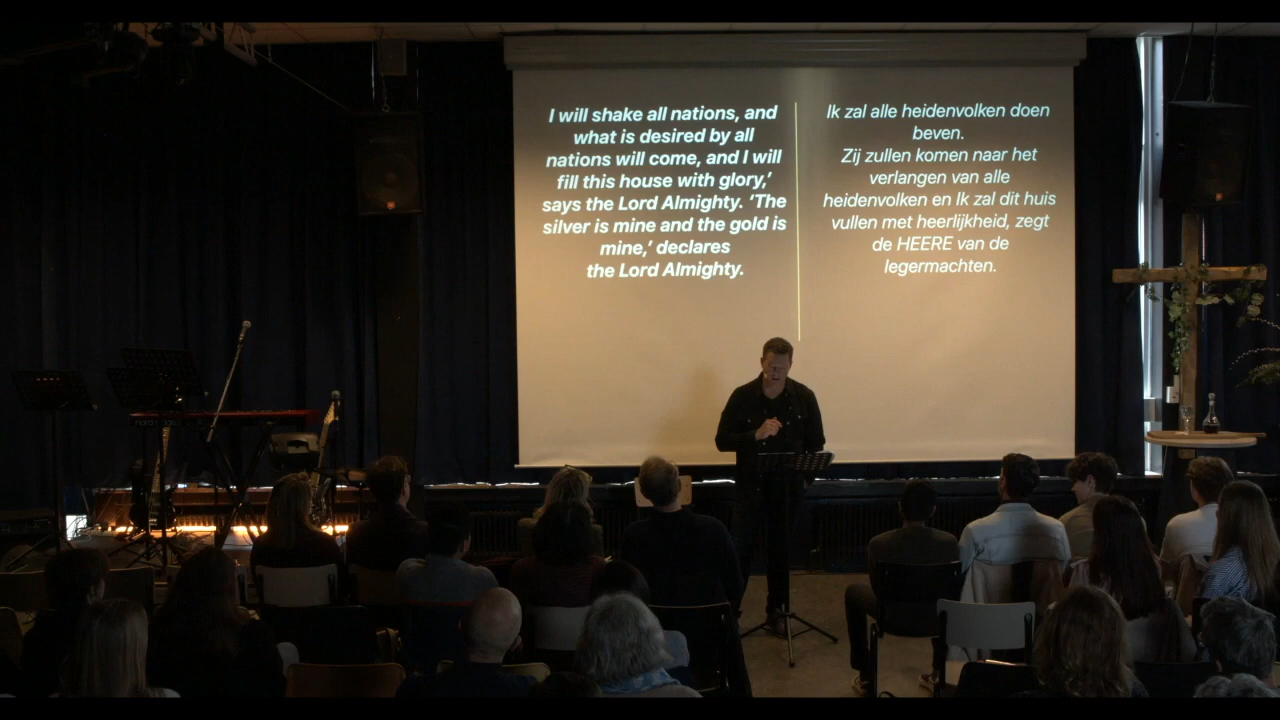 I will shake all nations, and
what is desired by all
nations will come, and I will
fill this house with glory,’
says the Lord Almighty. ‘The
silver is mine and the gold is
mine,’ declares
the Lord Almighty.
Ik zal alle heidenvolken doen
beven.
Zij zullen komen naar het
verlangen van alle
heidenvolken en Ik zal dit huis
vullen met heerlijkheid, zegt
de HEERE van de
legermachten.